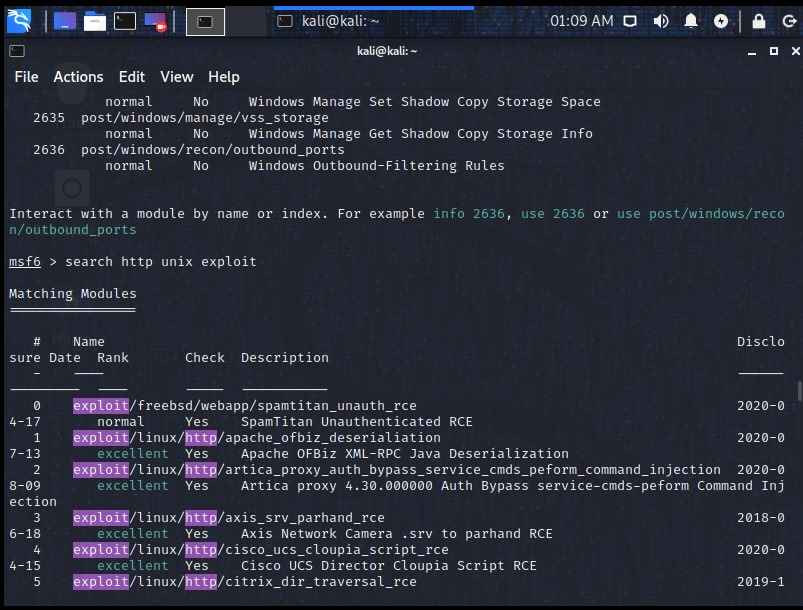 kali@kali: ~
01:09 AM
kali@kali: ~
File Actions Edit View Help
normal No Windows Manage Set Shadow Copy Storage Space
2635 post/windows/manage/vss_storage
normal No Windows Manage Get Shadow Copy Storage Info
2636 post/windows/recon/outbound_ports
normal No Windows Outbound-Filtering Rules
Interact with a module by name or index. For example info 2636, use 2636 or use post/windows/reco
n/outbound_ports
msf6 > search http unix exploit
Matching Modules
================
# Name Disclo
sure Date Rank Check Description
- ---- ------
--------- ---- ----- -----------
0 exploit/freebsd/webapp/spamtitan_unauth_rce 2020-0
4-17 normal Yes SpamTitan Unauthenticated RCE
1 exploit/linux/http/apache_ofbiz_deserialiation 2020-0
7-13 excellent Yes Apache OFBiz XML-RPC Java Deserialization
2 exploit/linux/http/artica_proxy_auth_bypass_service_cmds_peform_command_injection 2020-0
8-09 excellent Yes Artica proxy 4.30.000000 Auth Bypass service-cmds-peform Command Inj
ection
3 exploit/linux/http/axis_srv_parhand_rce 2018-0
6-18 excellent Yes Axis Network Camera .srv to parhand RCE
4 exploit/linux/http/cisco_ucs_cloupia_script_rce 2020-0
4-15 excellent Yes Cisco UCS Director Cloupia Script RCE
5 exploit/linux/http/citrix_dir_traversal_rce 2019-1